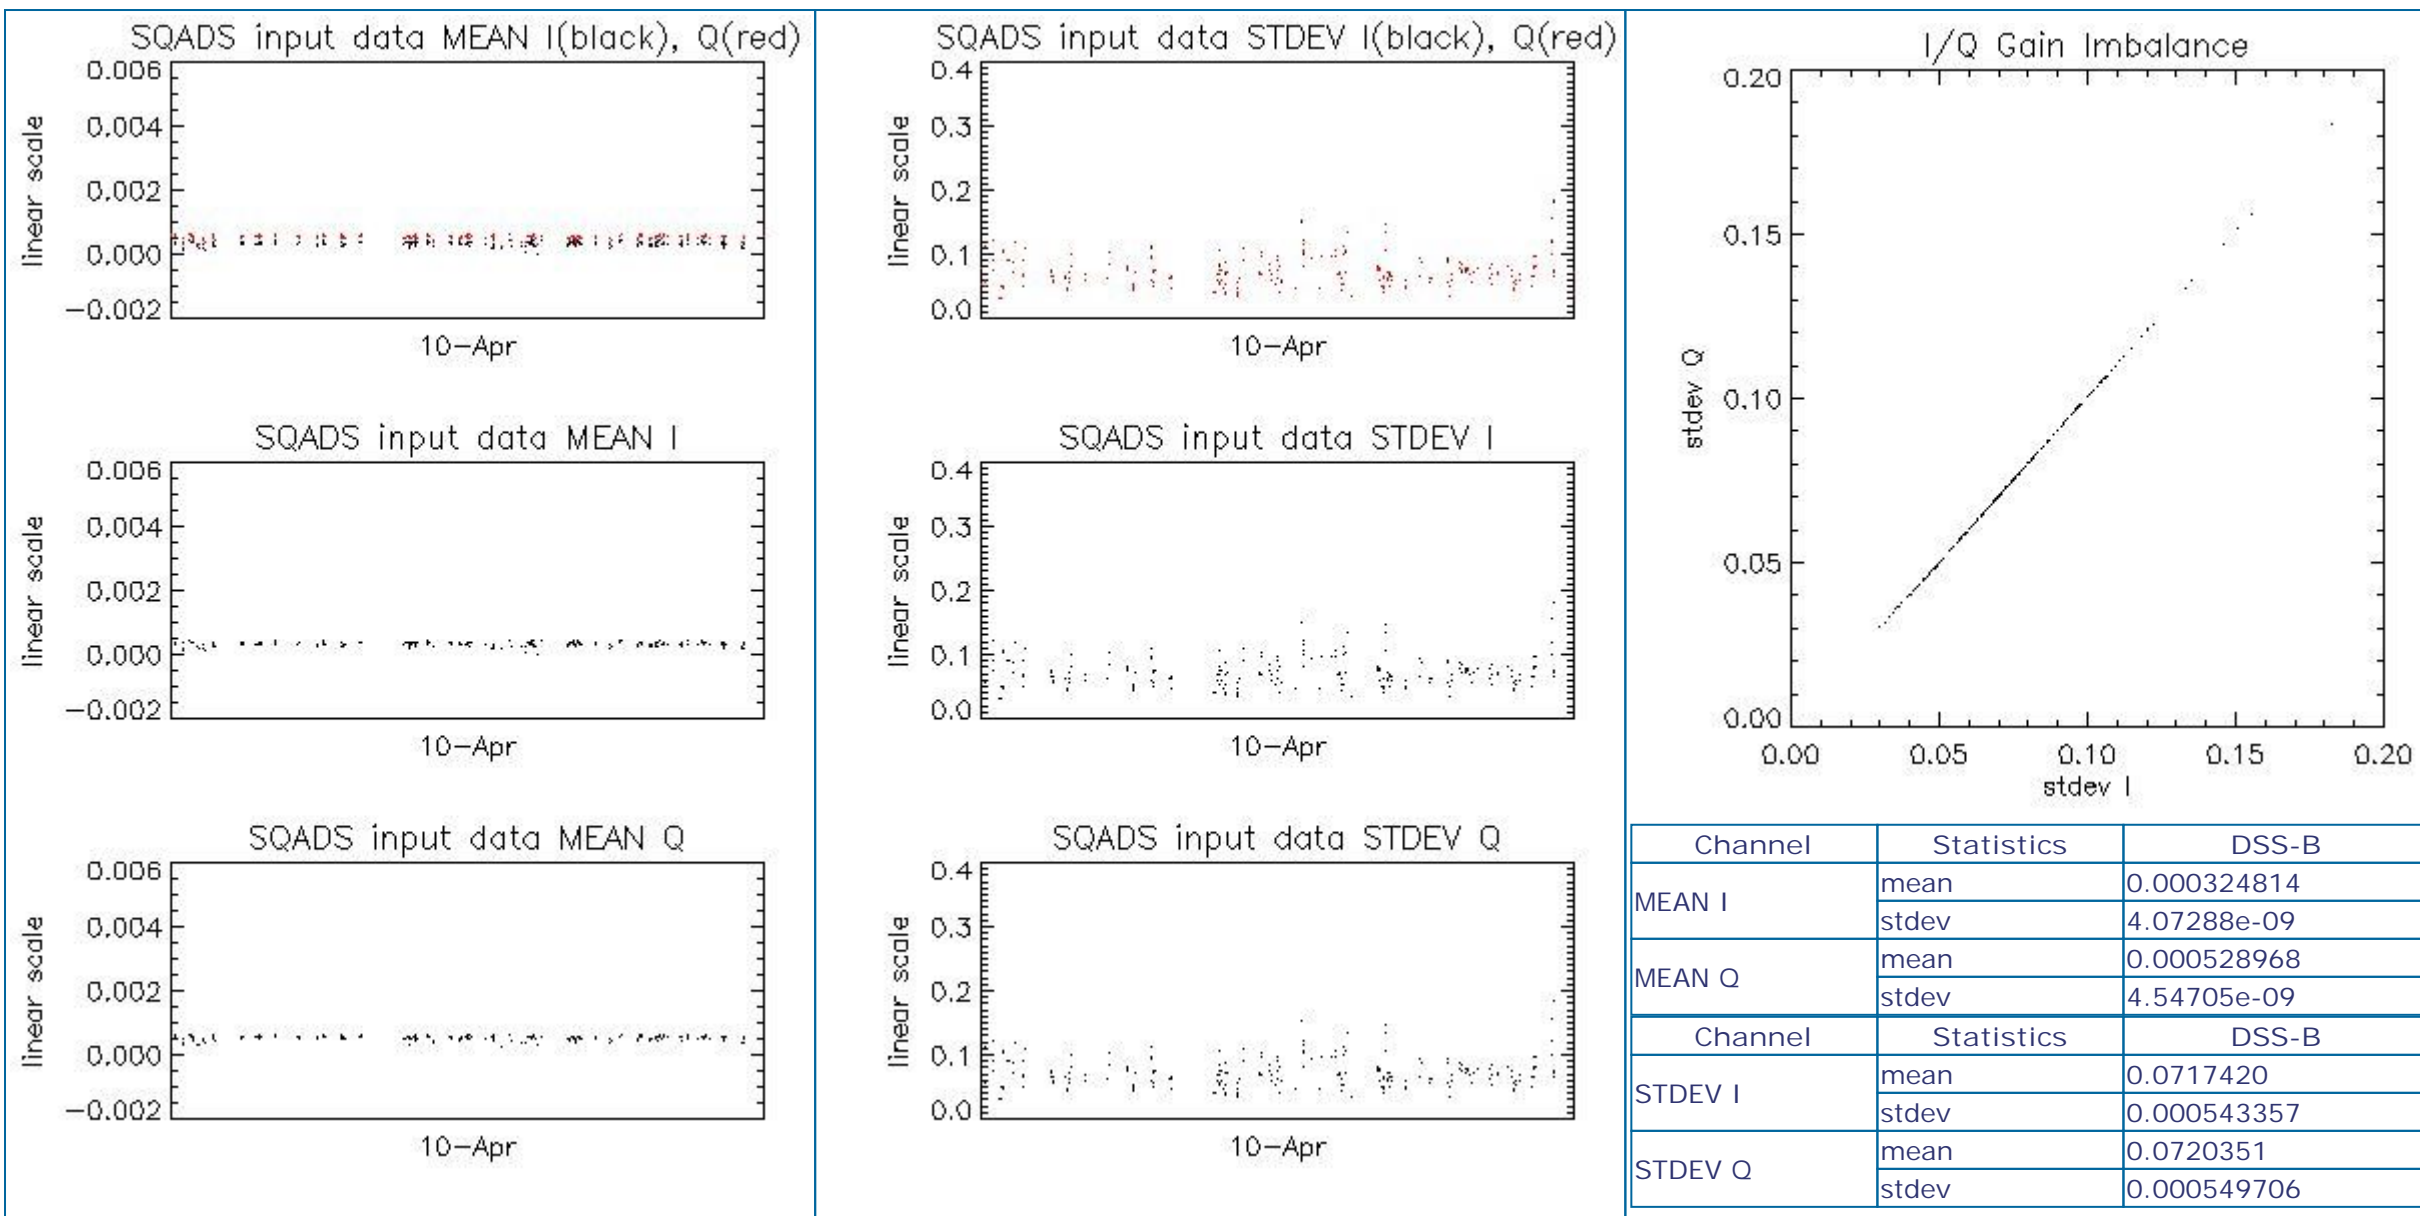 SQADS input data MEAN I(black), Q(red)
0.006
0.004
0.002
0.000
−0.002
linear scale
10−Apr
SQADS input data MEAN I
0.006
0.004
0.002
0.000
−0.002
linear scale
10−Apr
SQADS input data MEAN Q
0.006
0.004
0.002
0.000
−0.002
linear scale
10−Apr
SQADS input data STDEV I(black), Q(red)
0.4
0.3
0.2
0.1
0.0
linear scale
10−Apr
SQADS input data STDEV I
0.4
0.3
0.2
0.1
0.0
linear scale
10−Apr
SQADS input data STDEV Q
0.4
0.3
0.2
0.1
0.0
linear scale
10−Apr
I/Q Gain Imbalance
0.20
0.15
0.10
0.05
0.00
stdev Q
0.00 0.05 0.10 0.15 0.20
stdev I
Channel Statistics DSS-B
MEAN I mean 0.000324814
stdev 4.07288e-09
MEAN Q mean 0.000528968
stdev 4.54705e-09
Channel Statistics DSS-B
STDEV I mean 0.0717420
stdev 0.000543357
STDEV Q mean 0.0720351
stdev 0.000549706